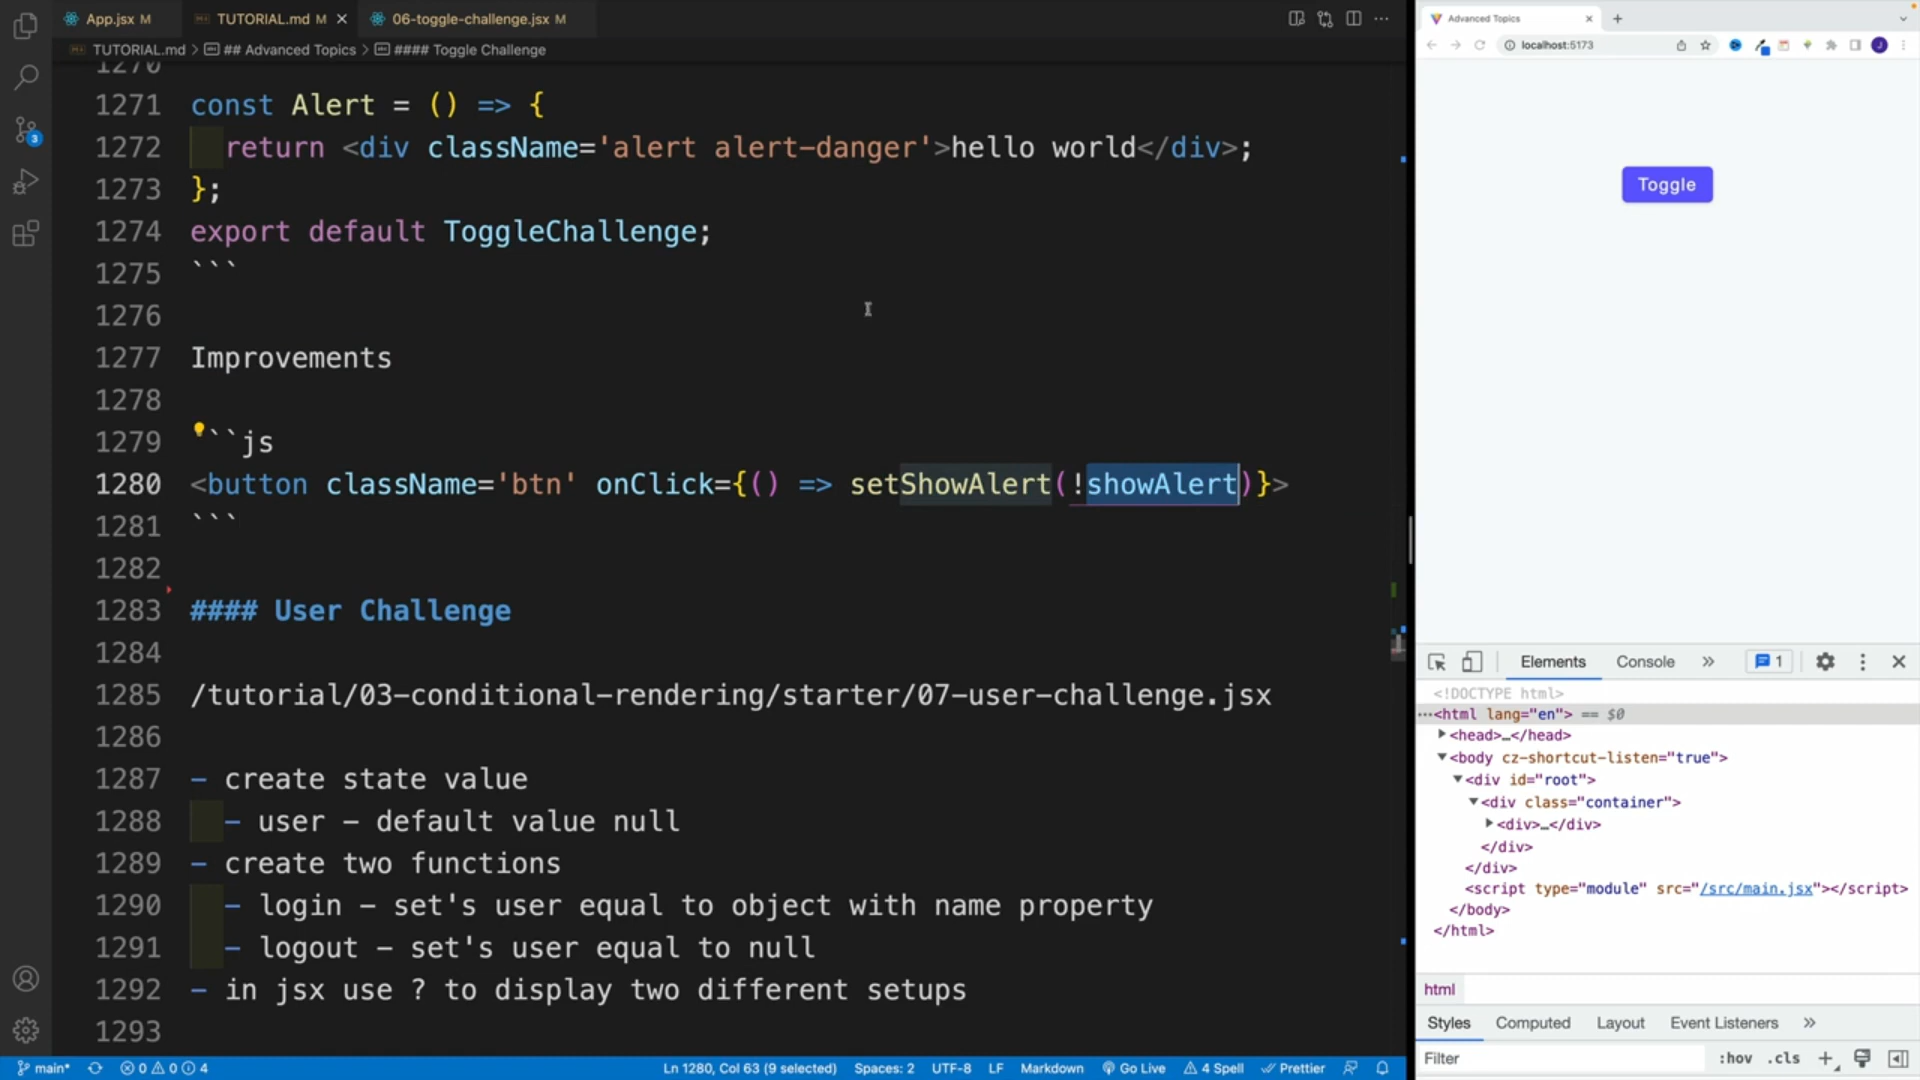 App.jsx M
TUTORIAL.md M
06-toggle-challenge.jsx M
TUTORIAL.md > ## Advanced Topics > #### Toggle Challenge
1270
1271 const Alert = () => {
1272 return <div className='alert alert-danger'>hello world</div>;
1273 };
1274 export default ToggleChallenge;
1275 ```
1276
1277 Improvements
1278
1279 ```js
1280 <button className='btn' onClick={() => setShowAlert(!showAlert)}>
1281 ```
1282
1283 #### User Challenge
1284
1285 /tutorial/03-conditional-rendering/starter/07-user-challenge.jsx
1286
1287 - create state value
1288 - user - default value null
1289 - create two functions
1290 - login - set's user equal to object with name property
1291 - logout - set's user equal to null
1292 - in jsx use ? to display two different setups
1293
3
main*
0 0 4
Ln 1280, Col 63 (9 selected)
Spaces: 2
UTF-8
LF
Markdown
Go Live
4 Spell
Prettier
Advanced Topics
localhost:5173
J
Toggle
Elements
Console
1
<!DOCTYPE html>
<html lang="en"> == $0
<head>…</head>
<body cz-shortcut-listen="true">
<div id="root">
<div class="container">
<div>…</div>
</div>
</div>
<script type="module" src="/src/main.jsx"></script>
</body>
</html>
html
Styles
Computed
Layout
Event Listeners
Filter
:hov
.cls